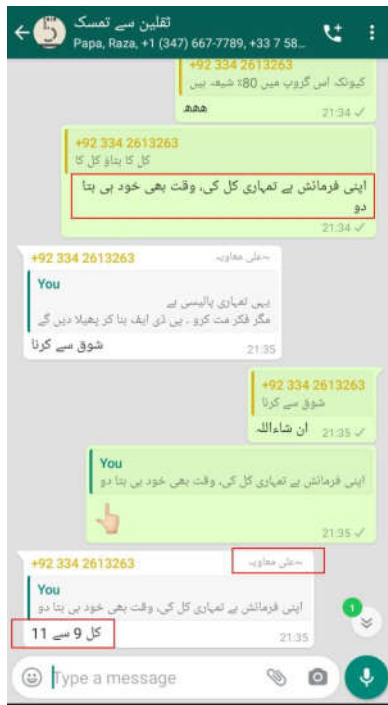 ثقلین سے تمسک
Papa, Raza, +1 (347) 667-7789, +33 7 58...
+92 334 2613263
کیونکہ اس گروپ میں 80٪ شیعہ ہیں
ھھھ
21:34
+92 334 2613263
کل کا بتاؤ کل کا
اپنی فرمائش ہے تمہاری کل کی، وقت بھی خود ہی بتا
دو
21:34
+92 334 2613263
~علی معاویہ
You
یہی تمہاری پالیسی ہے
مگر فکر مت کرو ۔ پی ڈی ایف بنا کر پھیلا دیں گے
شوق سے کرنا
21:35
+92 334 2613263
شوق سے کرنا
ان شاءاللہ
21:35
You
اپنی فرمائش ہے تمہاری کل کی، وقت بھی خود ہی بتا دو
21:35
+92 334 2613263
~علی معاویہ
You
اپنی فرمائش ہے تمہاری کل کی، وقت بھی خود ہی بتا دو
کل 9 سے 11
21:35
1
Type a message